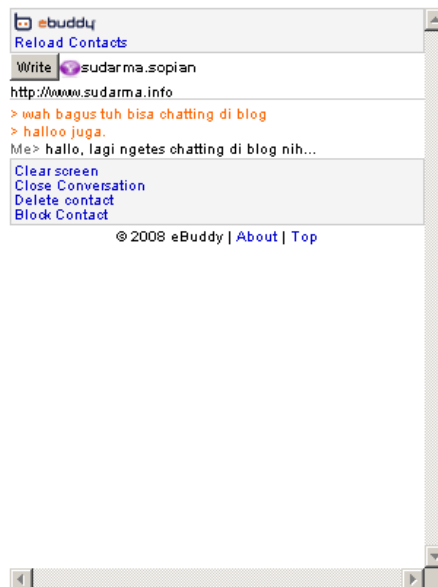 ebuddy
Reload Contacts
Write sudarma.sopian
http://www.sudarma.info
> wah bagus tuh bisa chatting di blog
> halloo juga.
Me> hallo, lagi ngetes chatting di blog nih...
Clear screen
Close Conversation
Delete contact
Block Contact
© 2008 eBuddy | About | Top